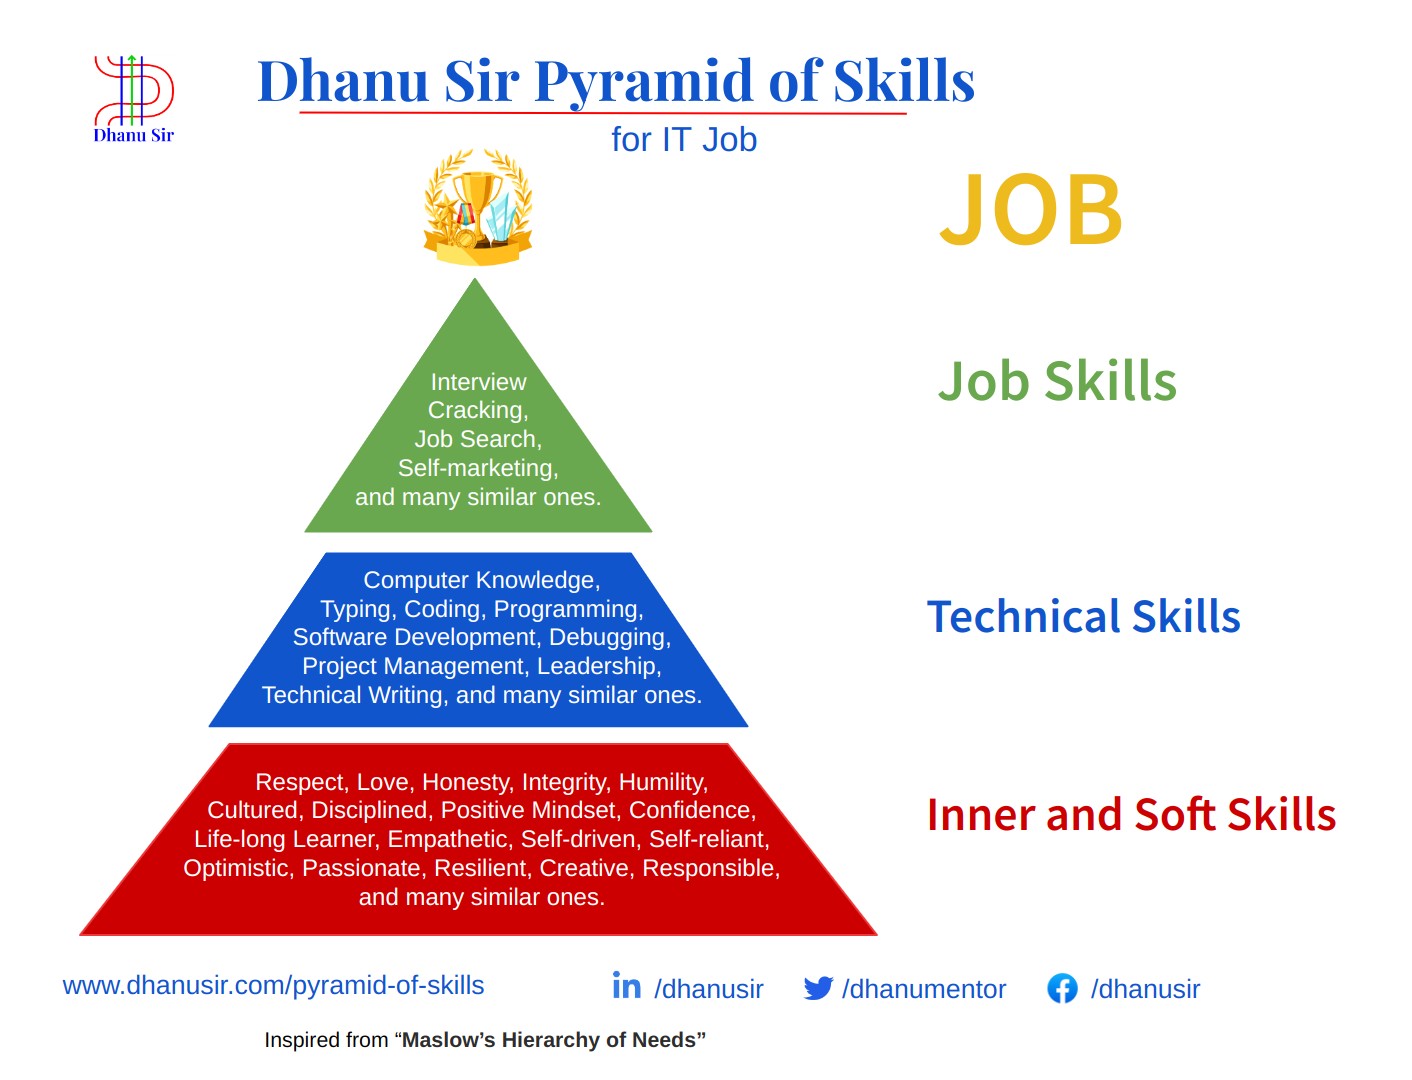 Dhanu Sir
Dhanu Sir Pyramid of Skills
for IT Job
JOB
Interview
Cracking,
Job Search,
Self-marketing,
and many similar ones.
Job Skills
Computer Knowledge,
Typing, Coding, Programming,
Software Development, Debugging,
Project Management, Leadership,
Technical Writing, and many similar ones.
Technical Skills
Respect, Love, Honesty, Integrity, Humility,
Cultured, Disciplined, Positive Mindset, Confidence,
Life-long Learner, Empathetic, Self-driven, Self-reliant,
Optimistic, Passionate, Resilient, Creative, Responsible,
and many similar ones.
Inner and Soft Skills
www.dhanusir.com/pyramid-of-skills
in /dhanusir
/dhanumentor
/dhanusir
Inspired from “Maslow’s Hierarchy of Needs”